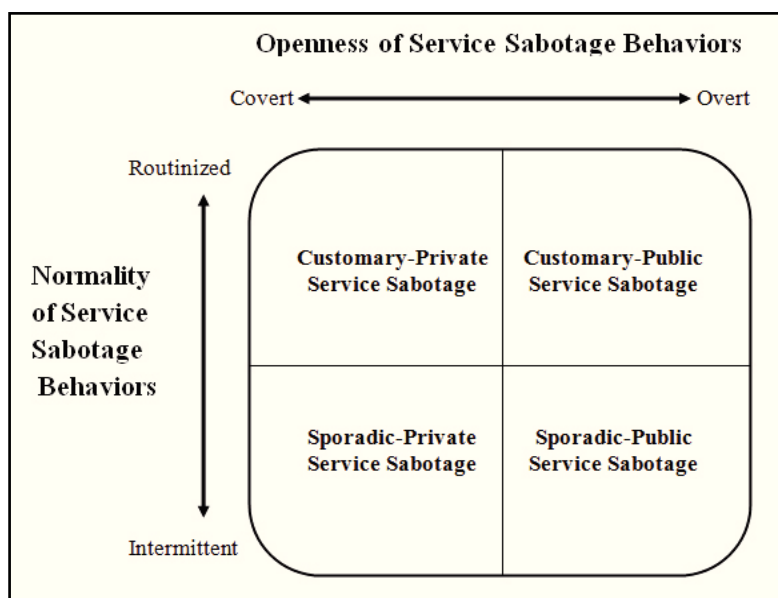 Openness of Service Sabotage Behaviors
Covert
Overt
Routinized
Customary-Private
Service Sabotage
Customary-Public
Service Sabotage
Normality
of Service
Sabotage
Behaviors
Sporadic-Private
Service Sabotage
Sporadic-Public
Service Sabotage
Intermittent